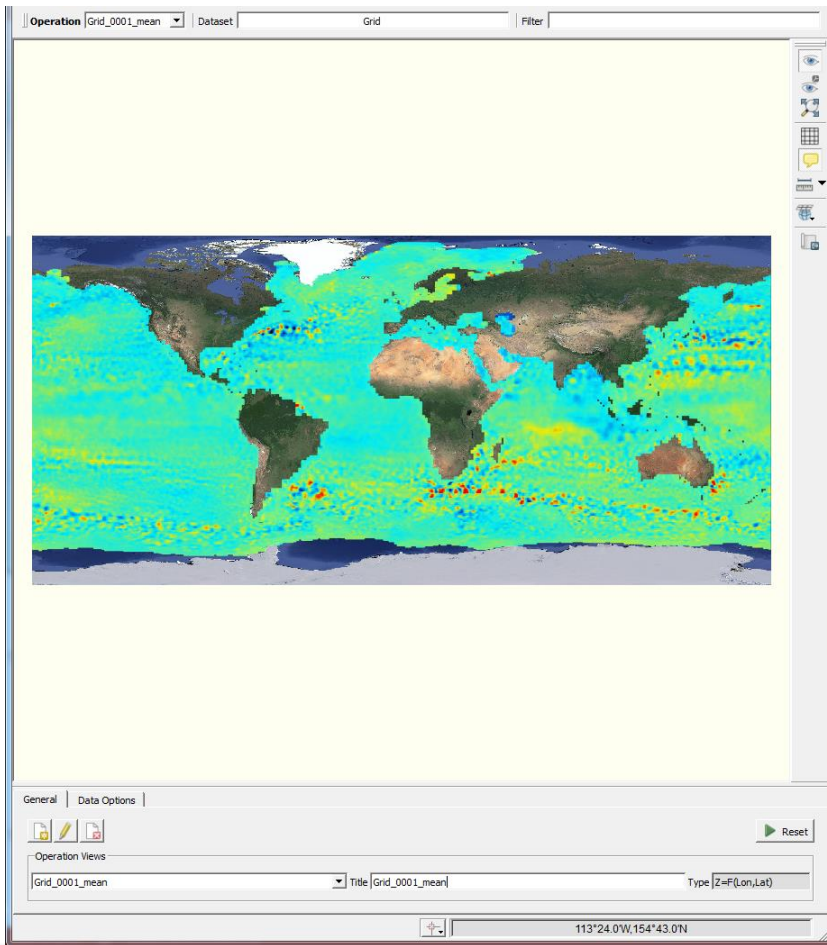 Operation Grid_0001_mean Dataset Grid Filter
General Data Options
Reset
Operation Views
Grid_0001_mean Title Grid_0001_mean Type Z=F(Lon,Lat)
113°24.0'W,154°43.0'N